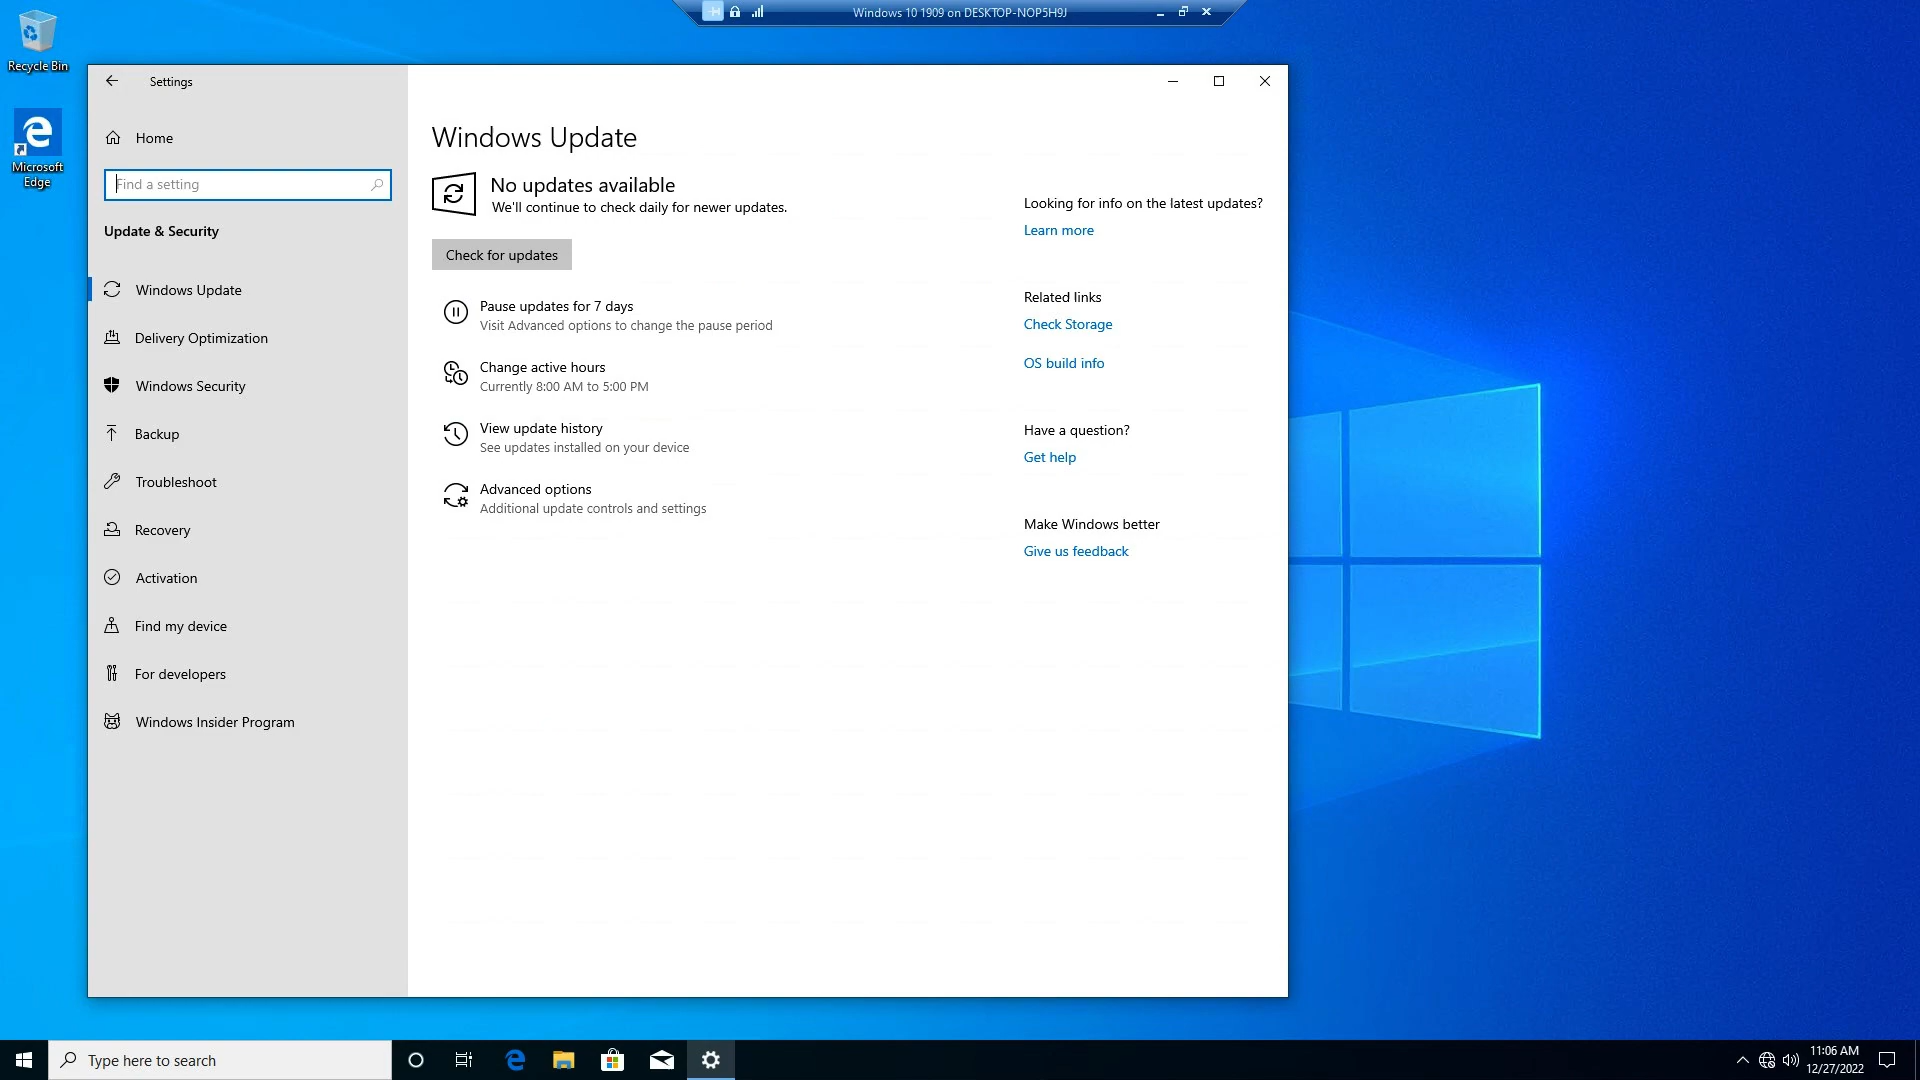 Windows 10 1909 on DESKTOP-NOP5H9J
Recycle Bin
Microsoft
Edge
Settings
Home
Find a setting
Update & Security
Windows Update
Delivery Optimization
Windows Security
Backup
Troubleshoot
Recovery
Activation
Find my device
For developers
Windows Insider Program
Windows Update
No updates available
We'll continue to check daily for newer updates.
Check for updates
Pause updates for 7 days
Visit Advanced options to change the pause period
Change active hours
Currently 8:00 AM to 5:00 PM
View update history
See updates installed on your device
Advanced options
Additional update controls and settings
Looking for info on the latest updates?
Learn more
Related links
Check Storage
OS build info
Have a question?
Get help
Make Windows better
Give us feedback
Type here to search
11:06 AM
12/27/2022